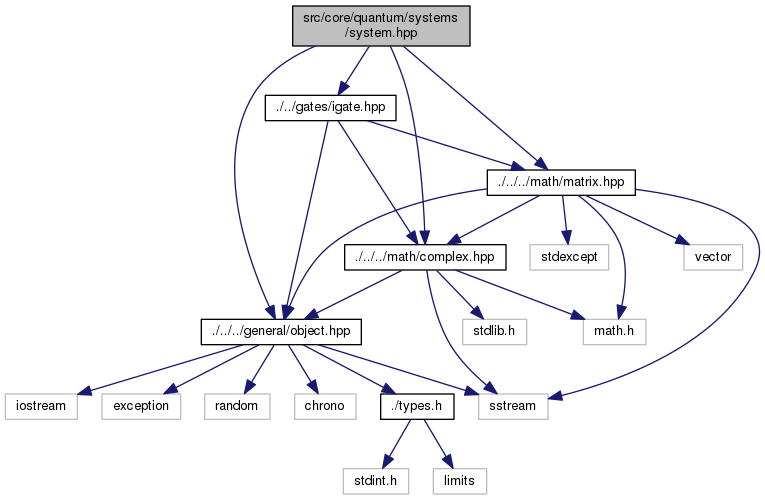 src/core/quantum/systems
/system.hpp
./../gates/igate.hpp
./../../math/matrix.hpp
./../../math/complex.hpp
stdexcept
vector
./../../general/object.hpp
stdlib.h
math.h
iostream
exception
random
chrono
./types.h
sstream
stdint.h
limits